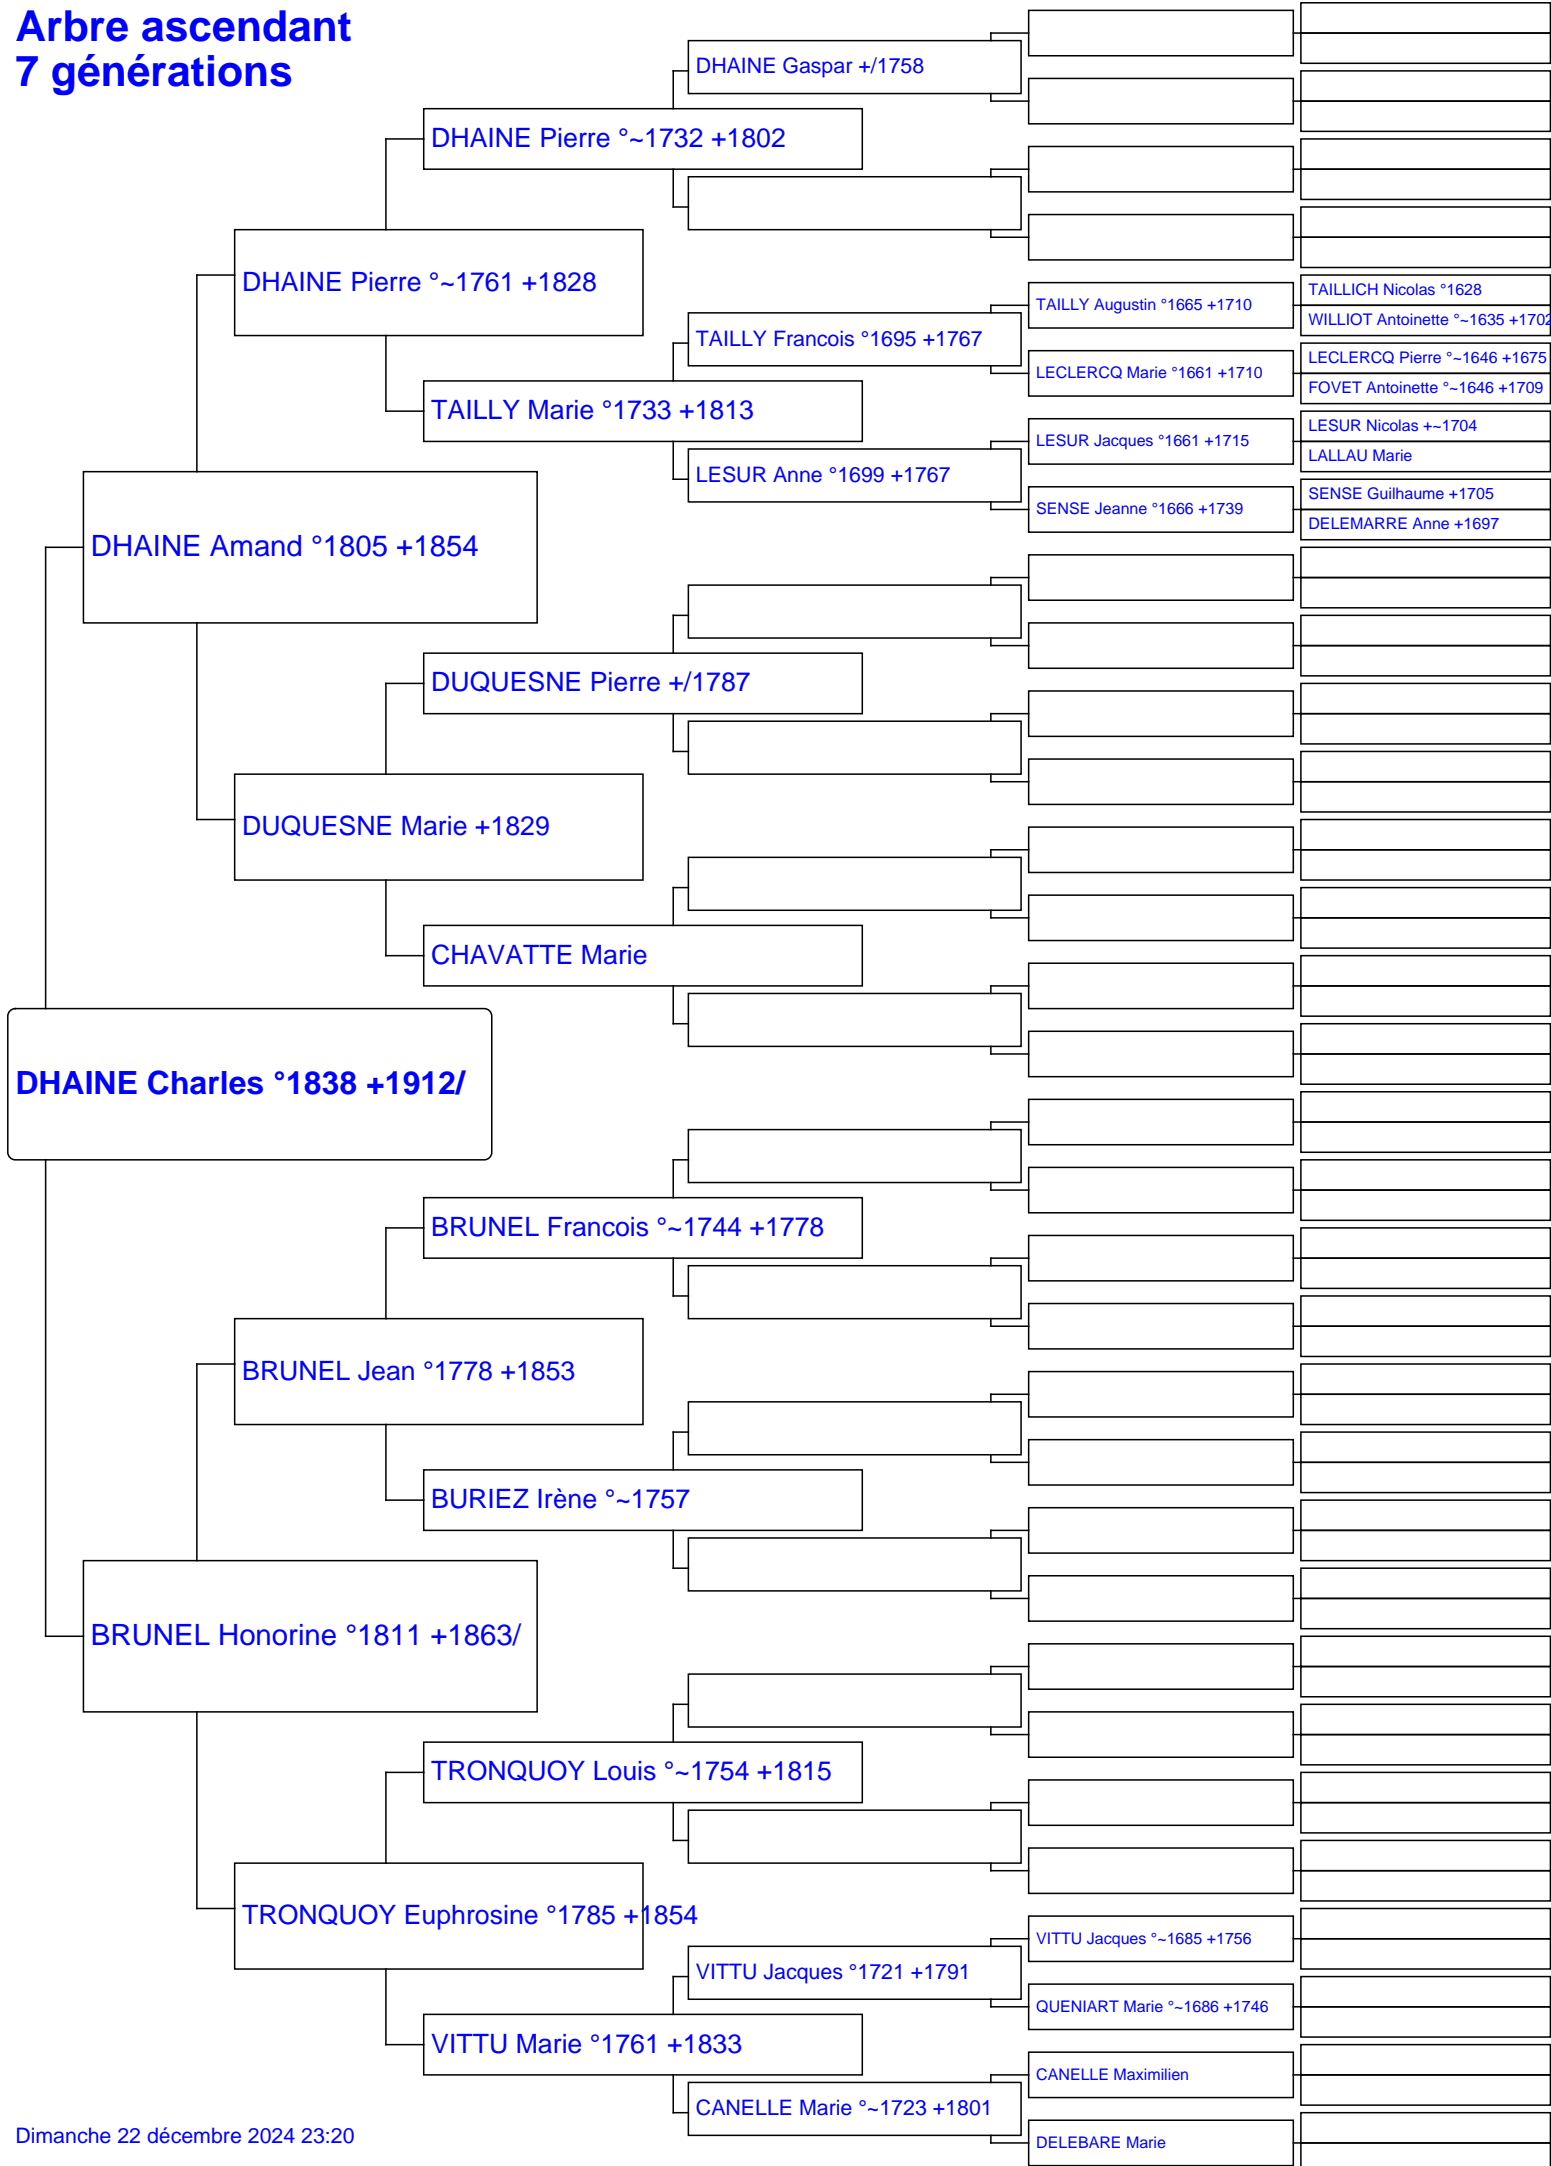 Arbre ascendant
7 générations
DHAINE Gaspar +/1758
DHAINE Pierre °~1732 +1802
DHAINE Pierre °~1761 +1828
TAILLICH Nicolas °1628
TAILLY Augustin °1665 +1710
WILLIOT Antoinette °~1635 +1702
TAILLY Francois °1695 +1767
LECLERCQ Pierre °~1646 +1675
LECLERCQ Marie °1661 +1710
FOVET Antoinette °~1646 +1709
TAILLY Marie °1733 +1813
LESUR Nicolas +~1704
LESUR Jacques °1661 +1715
LALLAU Marie
LESUR Anne °1699 +1767
SENSE Guilhaume +1705
SENSE Jeanne °1666 +1739
DELEMARRE Anne +1697
DHAINE Amand °1805 +1854
DUQUESNE Pierre +/1787
DUQUESNE Marie +1829
CHAVATTE Marie
DHAINE Charles °1838 +1912/
BRUNEL Francois °~1744 +1778
BRUNEL Jean °1778 +1853
BURIEZ Irène °~1757
BRUNEL Honorine °1811 +1863/
TRONQUOY Louis °~1754 +1815
TRONQUOY Euphrosine °1785 +1854
VITTU Jacques °~1685 +1756
VITTU Jacques °1721 +1791
QUENIART Marie °~1686 +1746
VITTU Marie °1761 +1833
CANELLE Maximilien
CANELLE Marie °~1723 +1801
DELEBARE Marie
Dimanche 22 décembre 2024 23:20